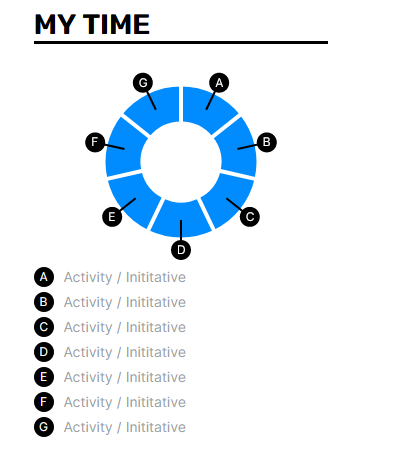 MY TIME
G A
F B
E C
D
A Activity / Inititative
B Activity / Inititative
C Activity / Inititative
D Activity / Inititative
E Activity / Inititative
F Activity / Inititative
G Activity / Inititative